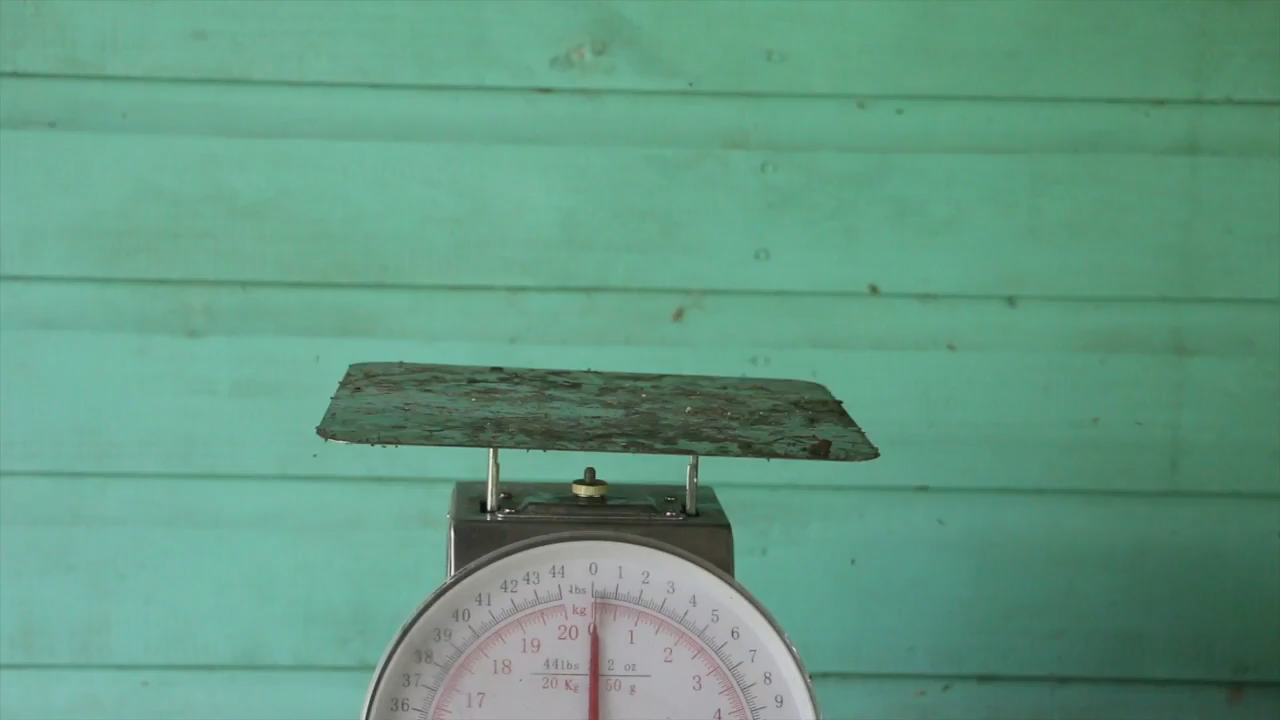 36 37 38 39 40 41 42 43 44 0 1 2 3 4 5 6 7 8 9
lbs
kg
17 18 19 20 0 1 2 3 4
44lbs 2 oz
20 Kg 50 g